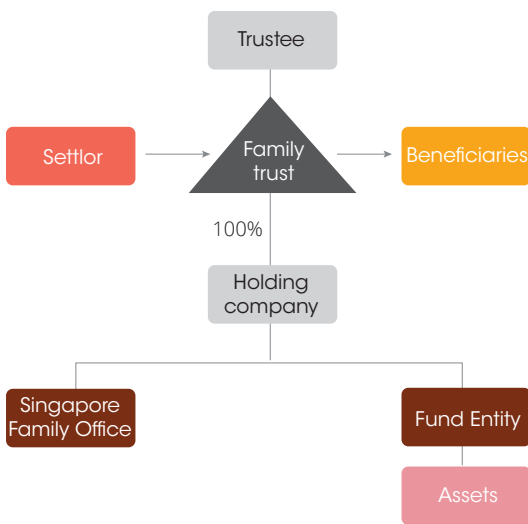 Trustee
Settlor
Family
trust
Beneficiaries
100%
Holding
company
Singapore
Family Office
Fund Entity
Assets